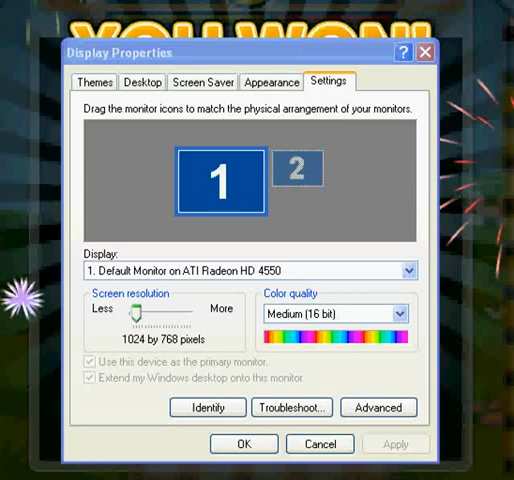 YOU WON!
Display Properties
Themes Desktop Screen Saver Appearance Settings
Drag the monitor icons to match the physical arrangement of your monitors.
1 2
Display:
1. Default Monitor on ATI Radeon HD 4550
Screen resolution
Less More
1024 by 768 pixels
Color quality
Medium (16 bit)
Use this device as the primary monitor.
Extend my Windows desktop onto this monitor.
Identify Troubleshoot... Advanced
OK Cancel Apply